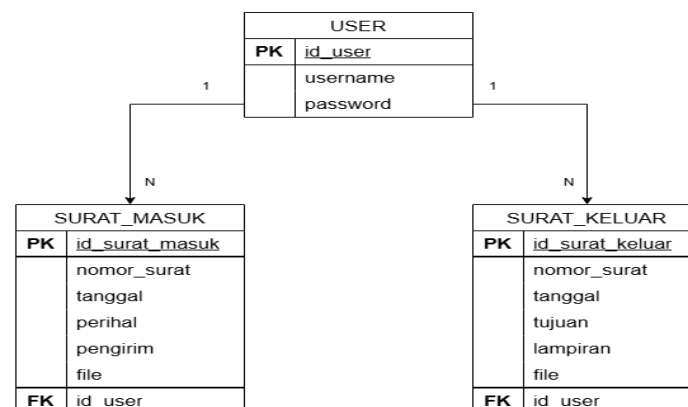 USER
PK id_user
username
password
1
1
N
N
SURAT_MASUK
PK id_surat_masuk
nomor_surat
tanggal
perihal
pengirim
file
FK id_user
SURAT_KELUAR
PK id_surat_keluar
nomor_surat
tanggal
tujuan
lampiran
file
FK id_user